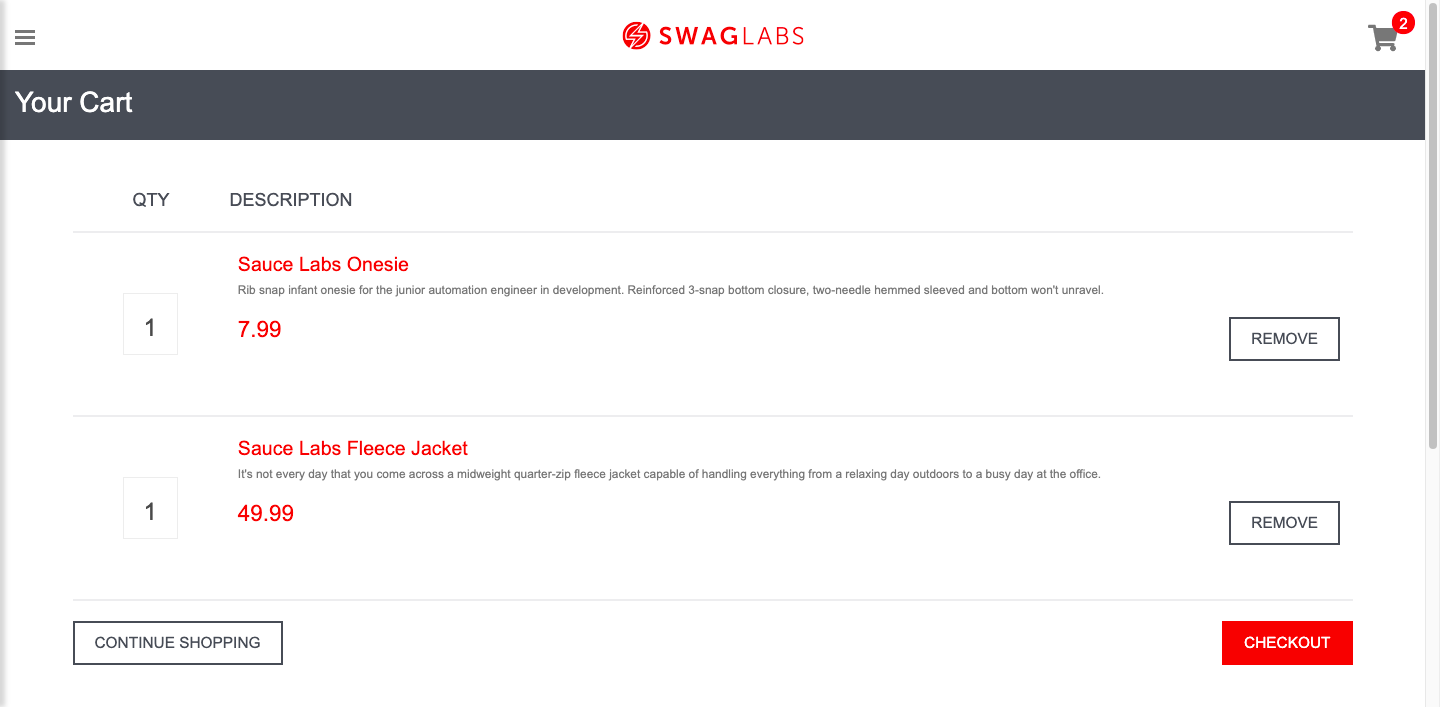 SWAGLABS
2
Your Cart
QTY DESCRIPTION
Sauce Labs Onesie
Rib snap infant onesie for the junior automation engineer in development. Reinforced 3-snap bottom closure, two-needle hemmed sleeved and bottom won't unravel.
1
7.99
REMOVE
Sauce Labs Fleece Jacket
It's not every day that you come across a midweight quarter-zip fleece jacket capable of handling everything from a relaxing day outdoors to a busy day at the office.
1
49.99
REMOVE
CONTINUE SHOPPING
CHECKOUT